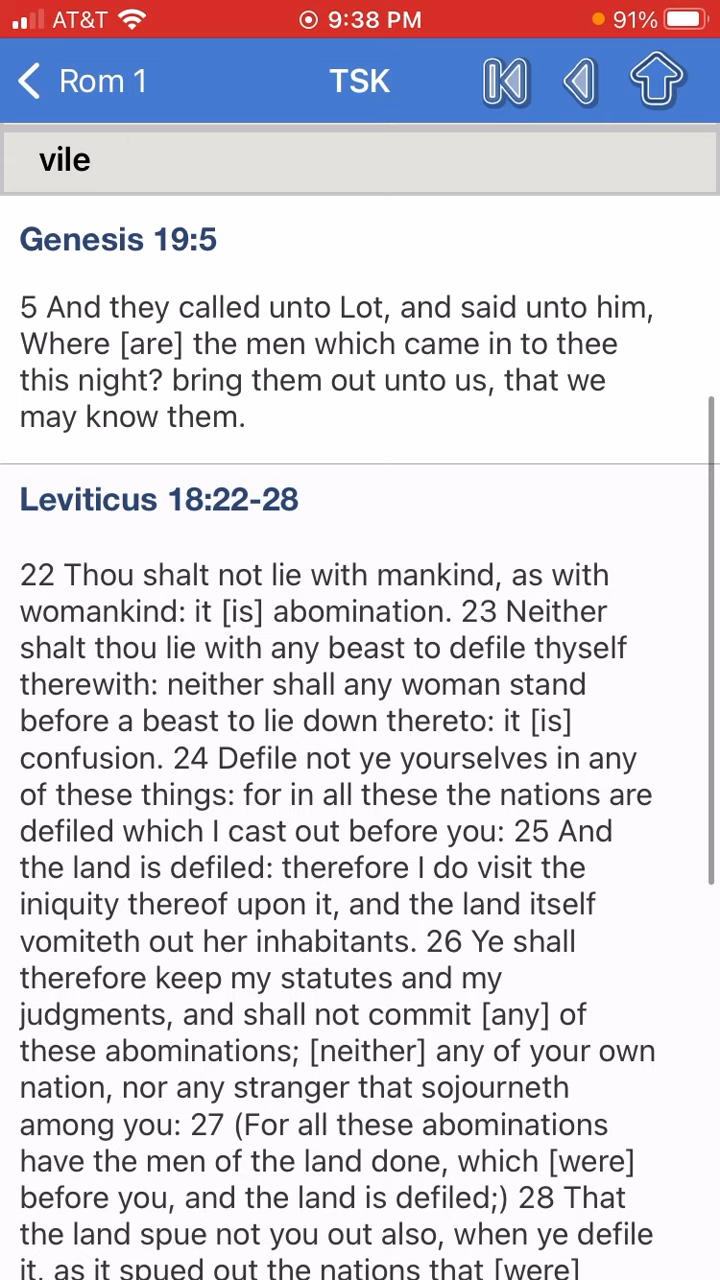 AT&T 9:38 PM 91%
Rom 1 TSK
vile
Genesis 19:5
5 And they called unto Lot, and said unto him,
Where [are] the men which came in to thee
this night? bring them out unto us, that we
may know them.
Leviticus 18:22-28
22 Thou shalt not lie with mankind, as with
womankind: it [is] abomination. 23 Neither
shalt thou lie with any beast to defile thyself
therewith: neither shall any woman stand
before a beast to lie down thereto: it [is]
confusion. 24 Defile not ye yourselves in any
of these things: for in all these the nations are
defiled which I cast out before you: 25 And
the land is defiled: therefore I do visit the
iniquity thereof upon it, and the land itself
vomiteth out her inhabitants. 26 Ye shall
therefore keep my statutes and my
judgments, and shall not commit [any] of
these abominations; [neither] any of your own
nation, nor any stranger that sojourneth
among you: 27 (For all these abominations
have the men of the land done, which [were]
before you, and the land is defiled;) 28 That
the land spue not you out also, when ye defile
it, as it spued out the nations that [were]